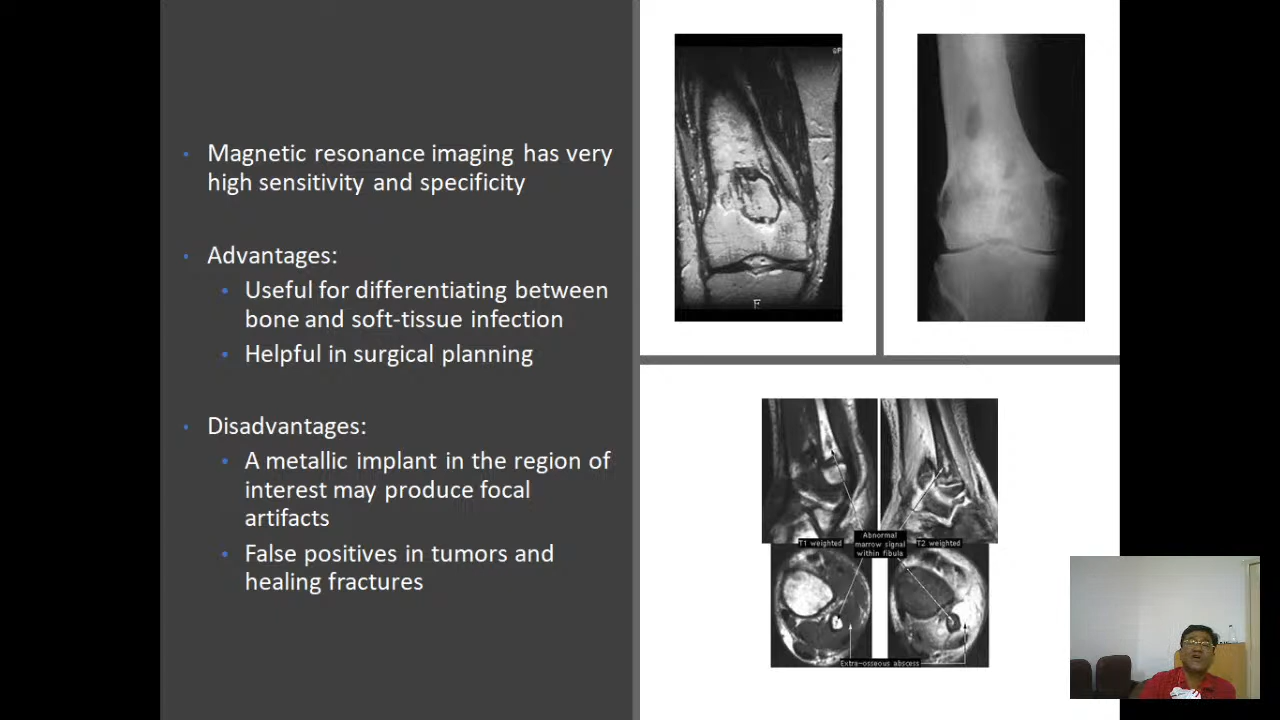 • Magnetic resonance imaging has very
high sensitivity and specificity
• Advantages:
• Useful for differentiating between
bone and soft-tissue infection
• Helpful in surgical planning
• Disadvantages:
• A metallic implant in the region of
interest may produce focal
artifacts
• False positives in tumors and
healing fractures
F
T1 weighted
Abnormal
marrow signal
within fibula
T2 weighted
Extra-osseous abscess